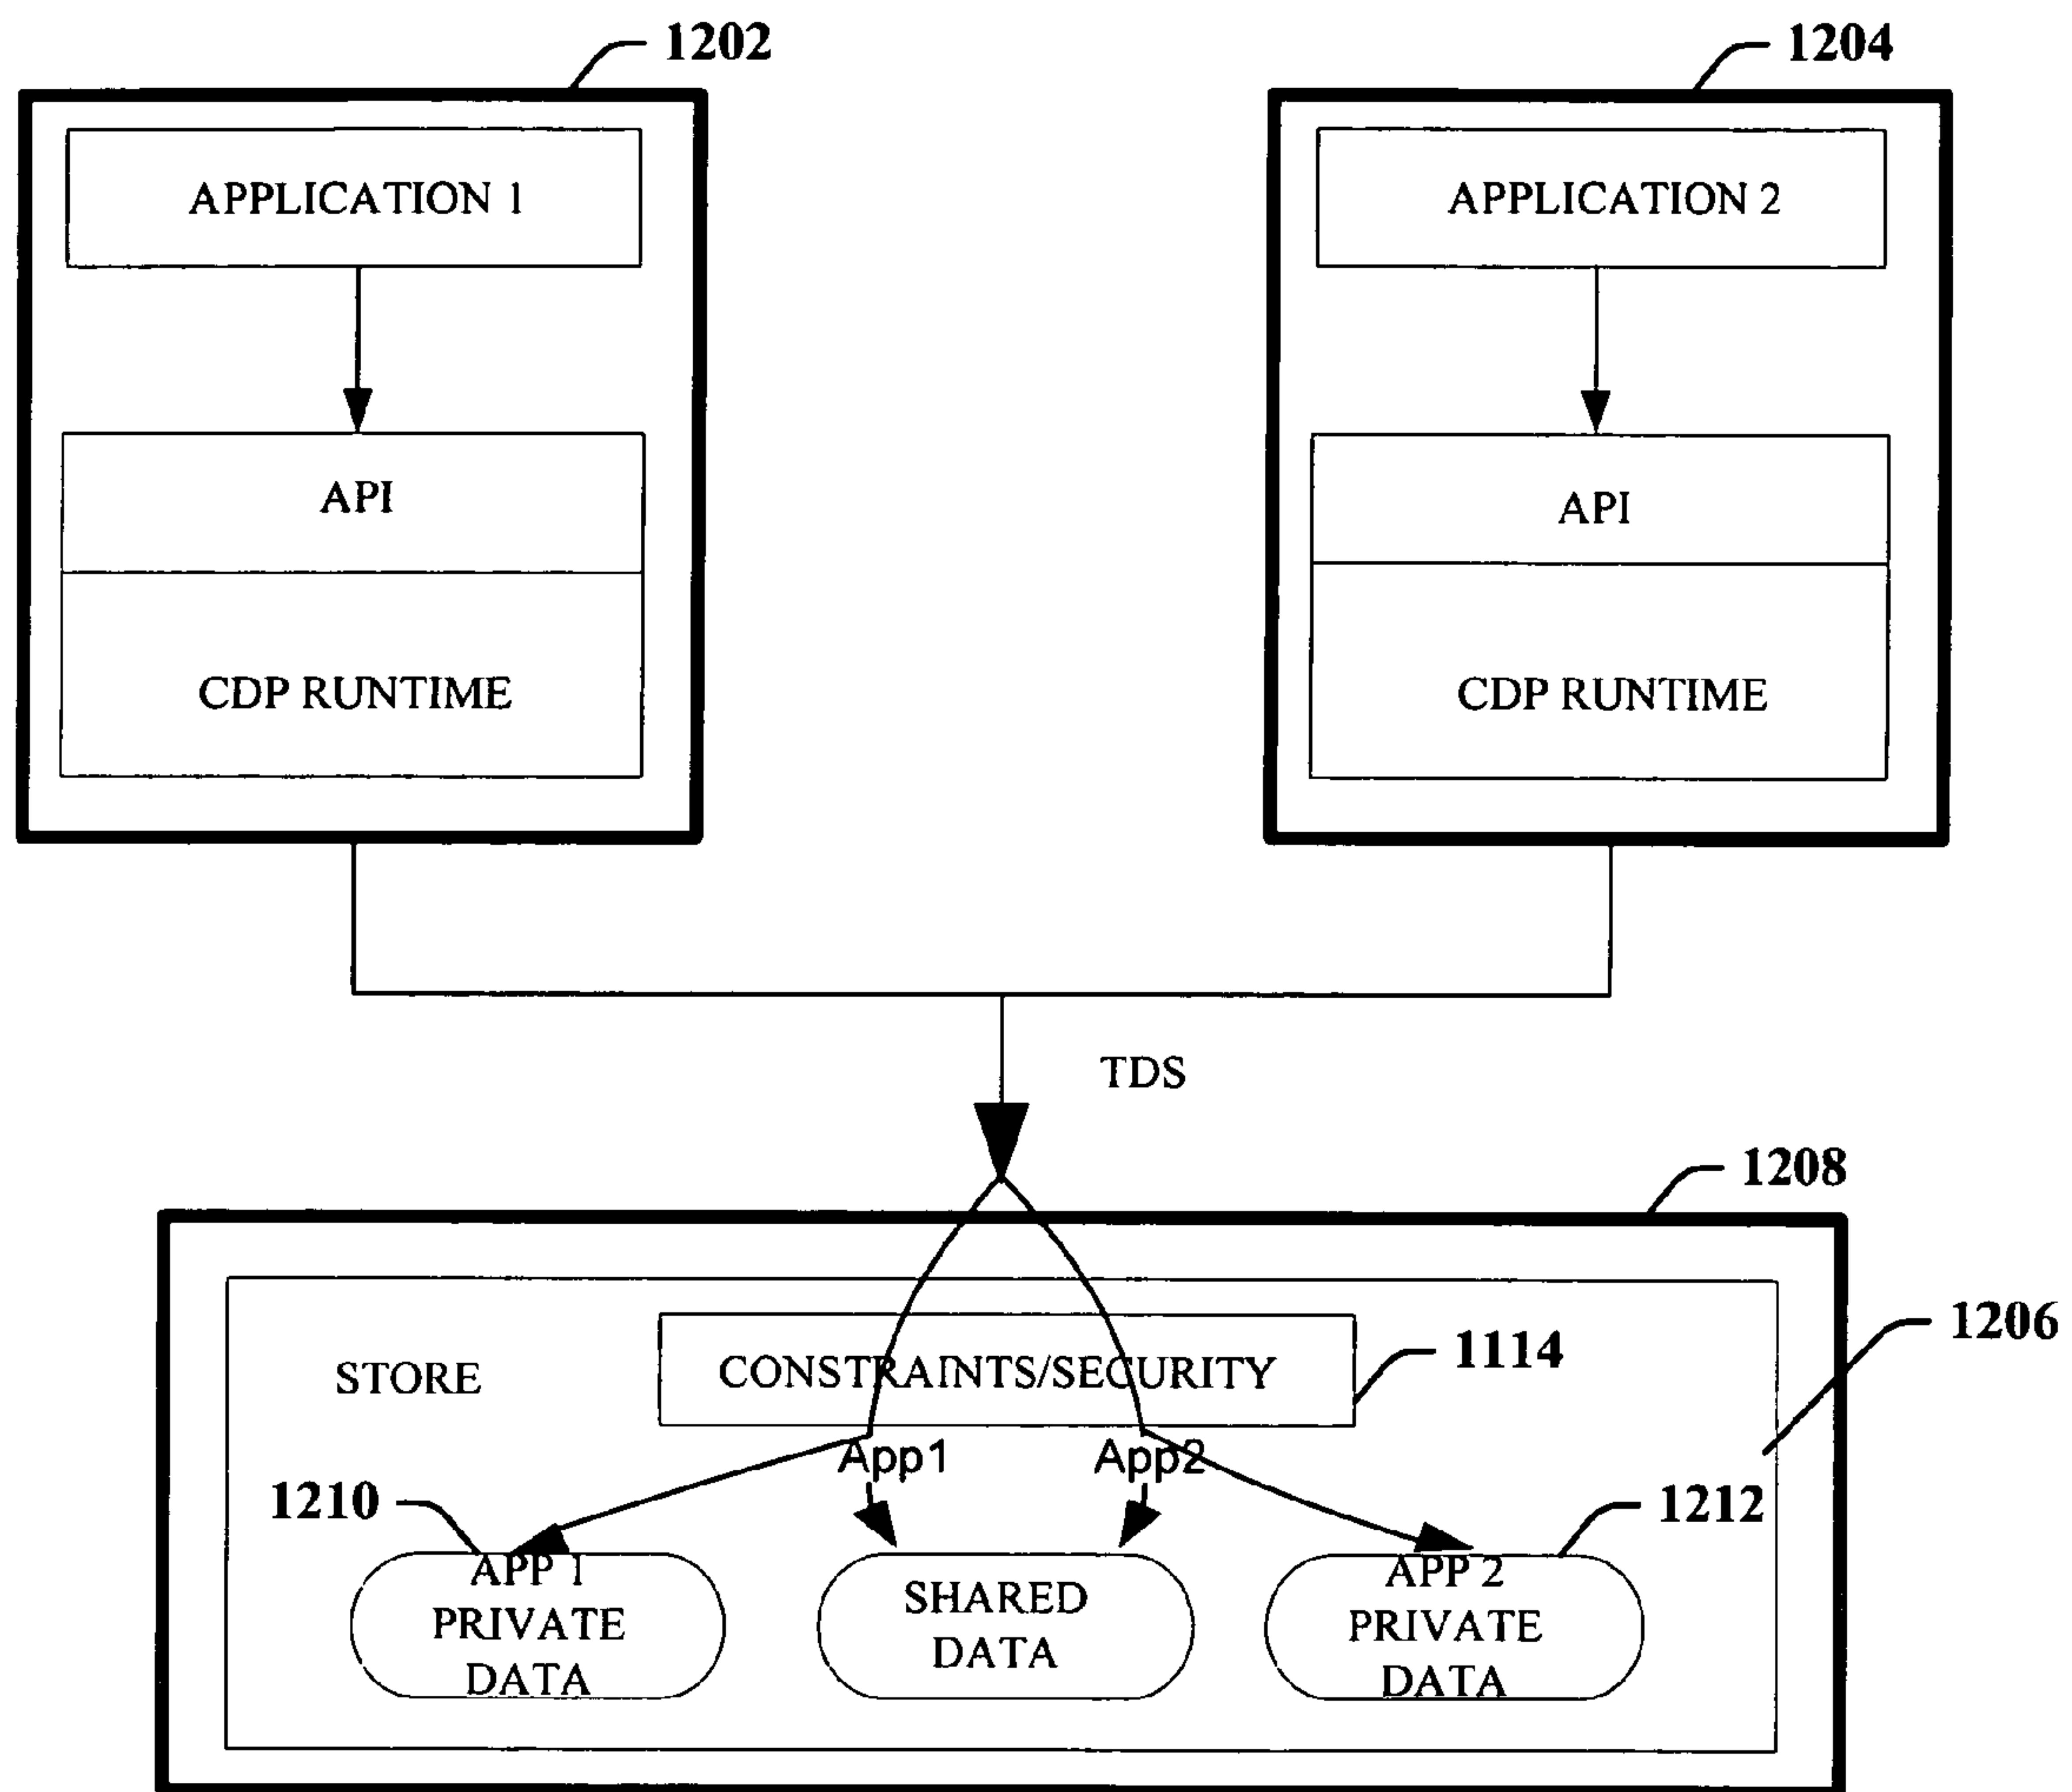 1202
1204
APPLICATION 1
APPLICATION 2
API
API
CDP RUNTIME
CDP RUNTIME
TDS
1208
1206
STORE
CONSTRAINTS/SECURITY
1114
App1
App2
1210
1212
APP 1
PRIVATE
DATA
SHARED
DATA
APP 2
PRIVATE
DATA